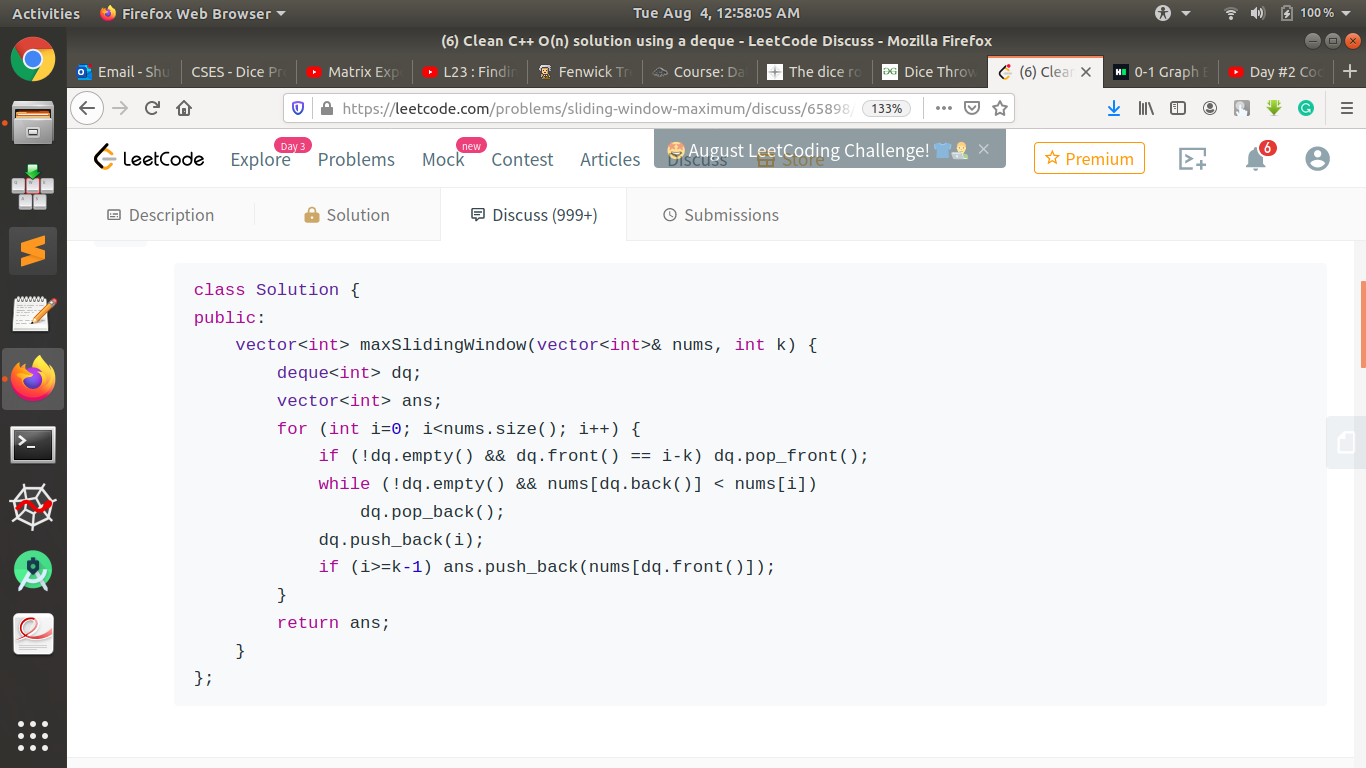 Activities Firefox Web Browser Tue Aug 4, 12:58:05 AM 100 %
(6) Clean C++ O(n) solution using a deque - LeetCode Discuss - Mozilla Firefox
Email - Shu CSES - Dice Pr Matrix Exp L23 : Findin Fenwick Tr Course: Da The dice ro Dice Throw (6) Clea 0-1 Graph Day #2 Co
https://leetcode.com/problems/sliding-window-maximum/discuss/65898/ 133%
LeetCode Explore Day 3 Problems Mock new Contest Articles Discuss Store Premium 6
August LeetCoding Challenge!
Description Solution Discuss (999+) Submissions
class Solution {
public:
    vector<int> maxSlidingWindow(vector<int>& nums, int k) {
        deque<int> dq;
        vector<int> ans;
        for (int i=0; i<nums.size(); i++) {
            if (!dq.empty() && dq.front() == i-k) dq.pop_front();
            while (!dq.empty() && nums[dq.back()] < nums[i])
                dq.pop_back();
            dq.push_back(i);
            if (i>=k-1) ans.push_back(nums[dq.front()]);
        }
        return ans;
    }
};